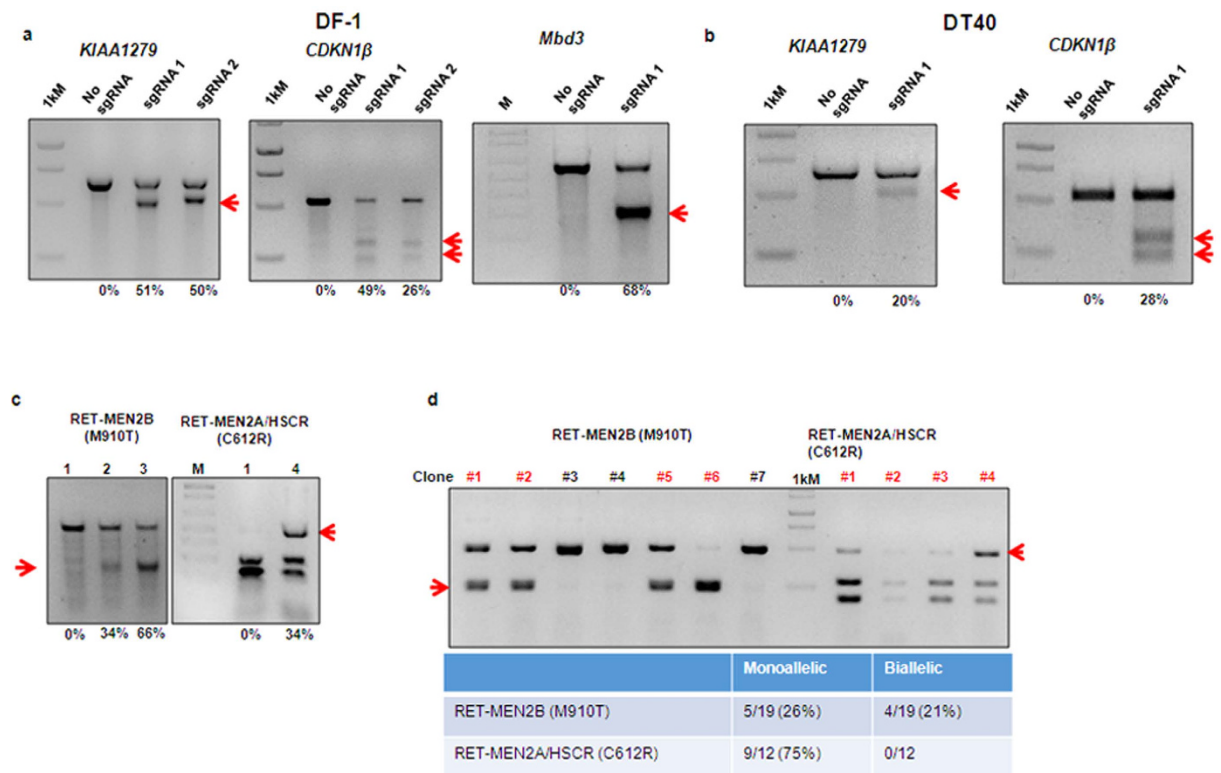 DF-1
DT40
a
KIAA1279
CDKN1β
Mbd3
b
KIAA1279
CDKN1β
1kM
No sgRNA
sgRNA1
sgRNA 2
1kM
No sgRNA
sgRNA 1
sgRNA 2
M
No sgRNA
sgRNA 1
1kM
No sgRNA
sgRNA 1
1kM
No sgRNA
sgRNA 1
0% 51% 50%
0% 49% 26%
0% 68%
0% 20%
0% 28%
c
RET-MEN2B
(M910T)
RET-MEN2A/HSCR
(C612R)
1 2 3
M 1 4
0% 34% 66%
0% 34%
d
RET-MEN2B (M910T)
RET-MEN2A/HSCR
(C612R)
Clone #1 #2 #3 #4 #5 #6 #7 1kM #1 #2 #3 #4
Monoallelic Biallelic
RET-MEN2B (M910T) 5/19 (26%) 4/19 (21%)
RET-MEN2A/HSCR (C612R) 9/12 (75%) 0/12